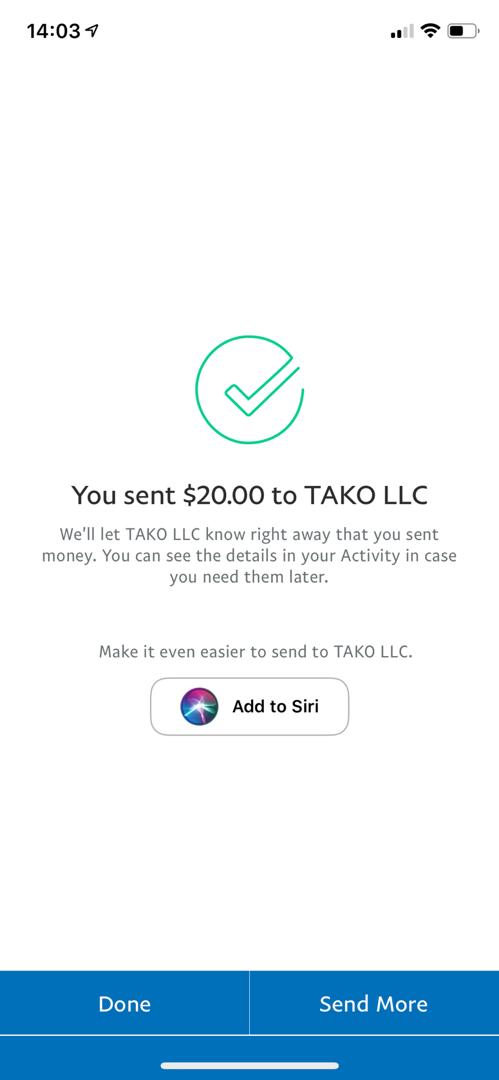 14:03
You sent $20.00 to TAKO LLC
We'll let TAKO LLC know right away that you sent
money. You can see the details in your Activity in case
you need them later.
Make it even easier to send to TAKO LLC.
Add to Siri
Done
Send More